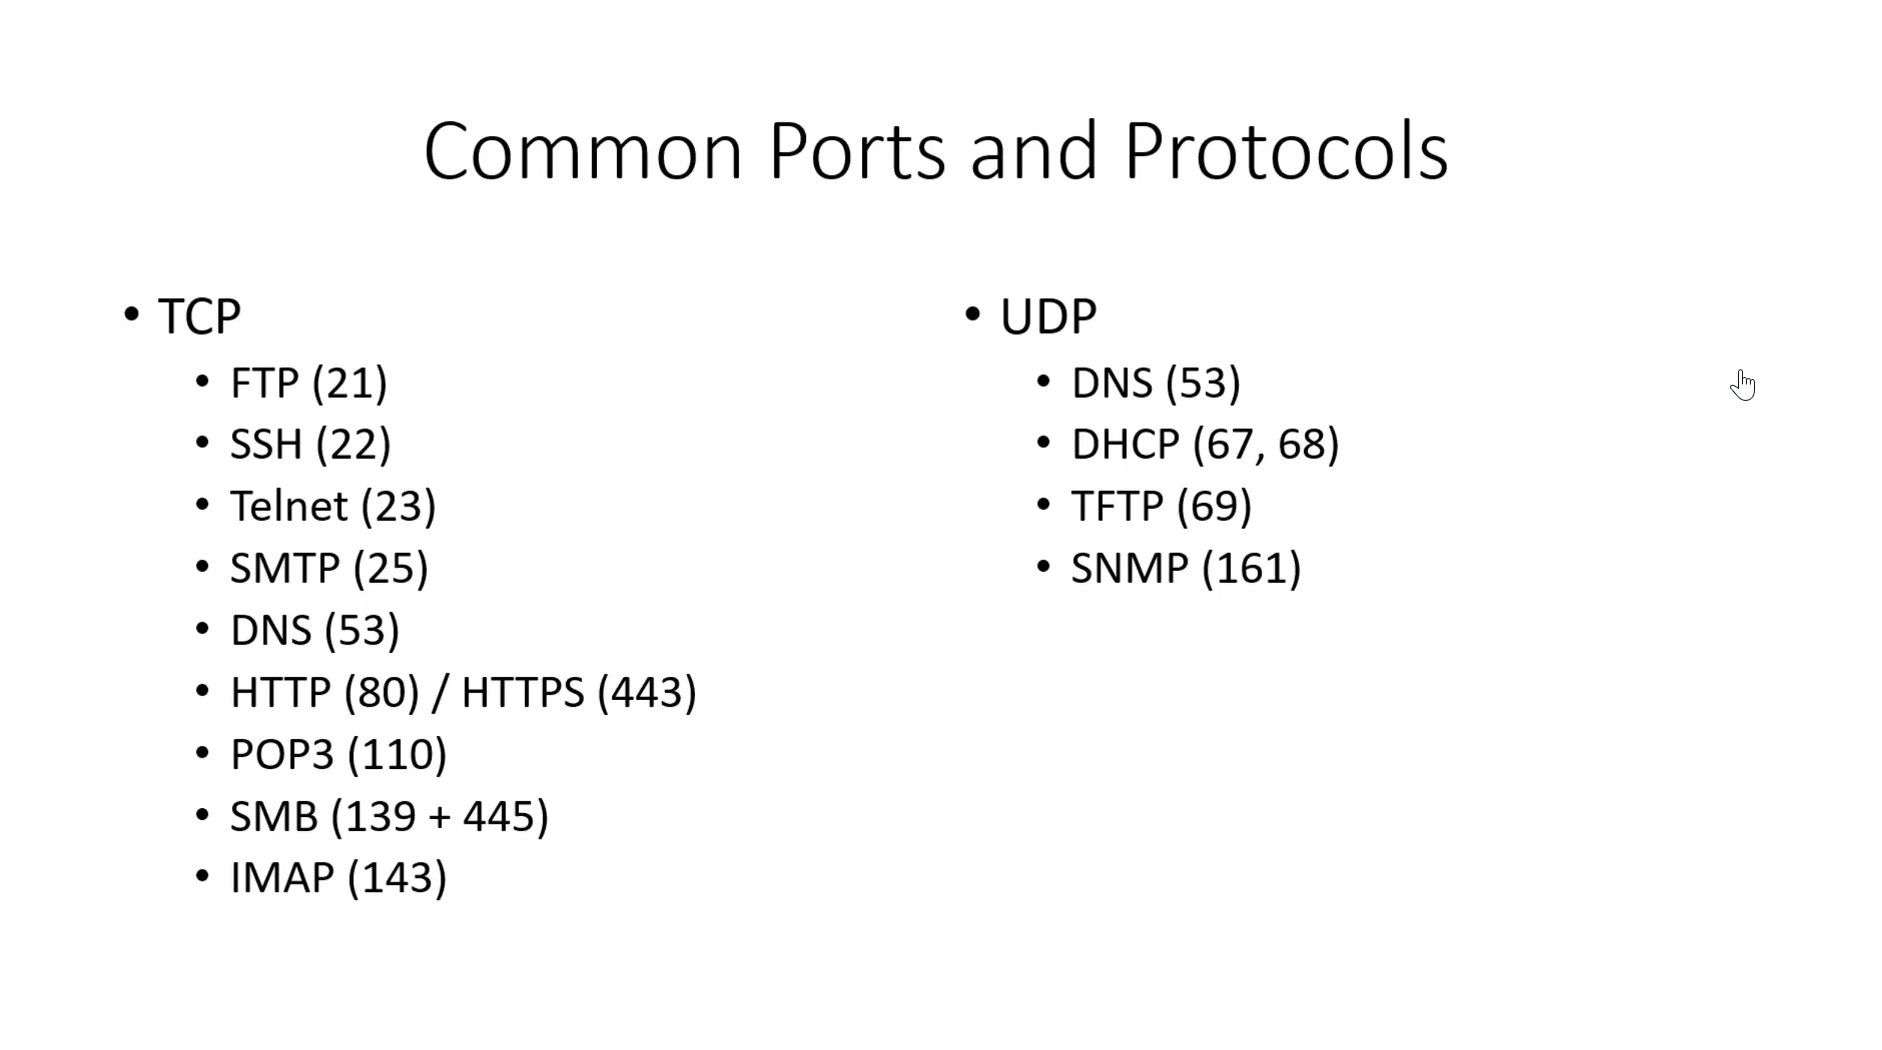 Common Ports and Protocols
• TCP
• FTP (21)
• SSH (22)
• Telnet (23)
• SMTP (25)
• DNS (53)
• HTTP (80) / HTTPS (443)
• POP3 (110)
• SMB (139 + 445)
• IMAP (143)
• UDP
• DNS (53)
• DHCP (67, 68)
• TFTP (69)
• SNMP (161)